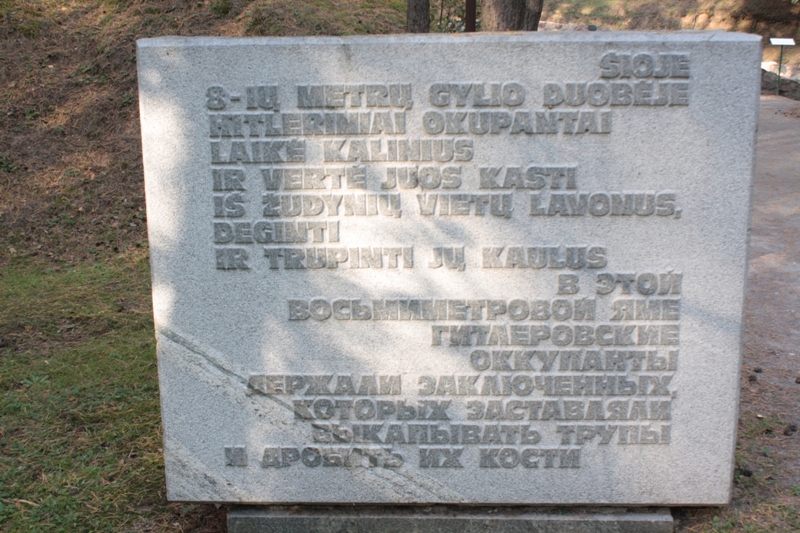 ŠIOJE
8-IŲ METRŲ GYLIO DUOBĖJE
HITLERINIAI OKUPANTAI
LAIKĖ KALINIUS
IR VERTĖ JUOS KASTI
IŠ ŽUDYNIŲ VIETŲ LAVONUS,
DEGINTI
IR TRUPINTI JŲ KAULUS
В ЭТОЙ
ВОСЬМИМЕТРОВОЙ ЯМЕ
ГИТЛЕРОВСКИЕ
ОККУПАНТЫ
ДЕРЖАЛИ ЗАКЛЮЧЕННЫХ,
КОТОРЫХ ЗАСТАВЛЯЛИ
ВЫКАПЫВАТЬ ТРУПЫ
И ДРОБИТЬ ИХ КОСТИ